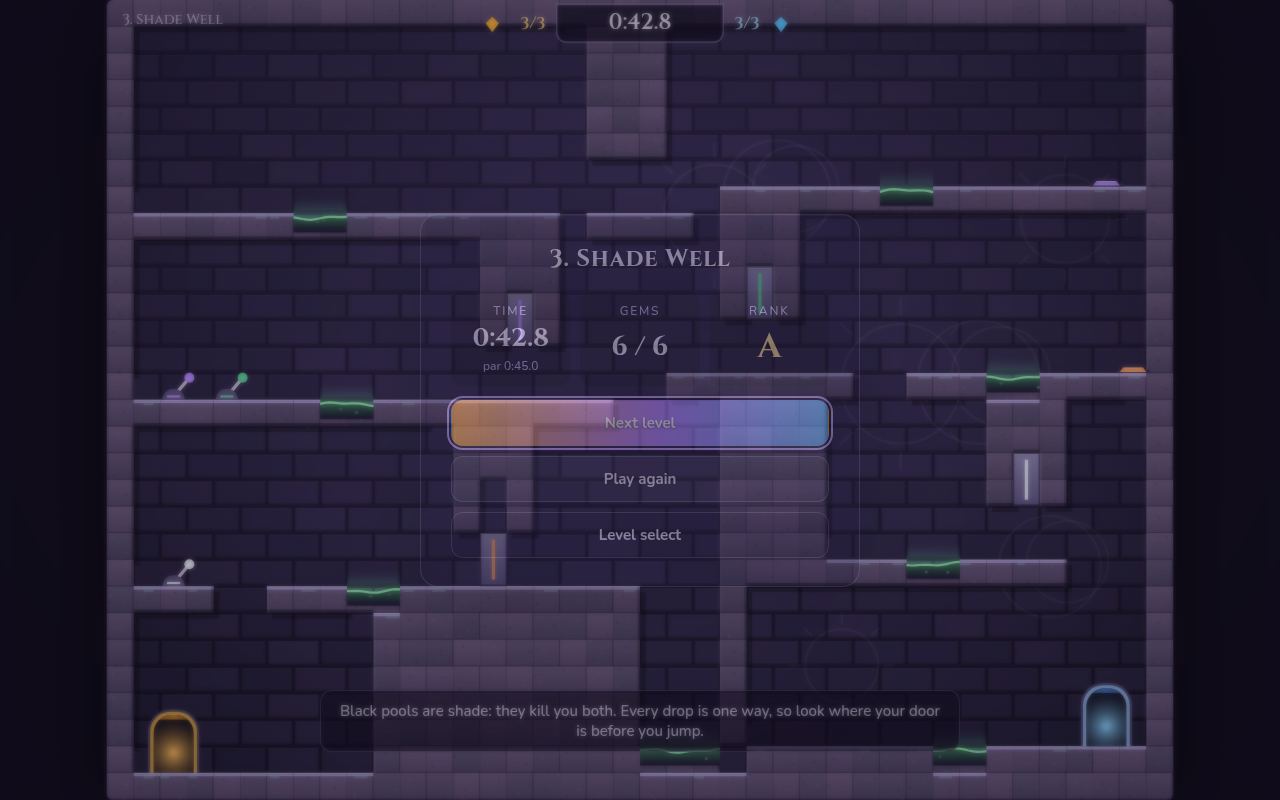 3. Shade Well
3/3
0:42.8
3/3
3. Shade Well
TIME
GEMS
RANK
0:42.8
6 / 6
A
par 0:45.0
Next level
Play again
Level select
Black pools are shade: they kill you both. Every drop is one way, so look where your door
is before you jump.